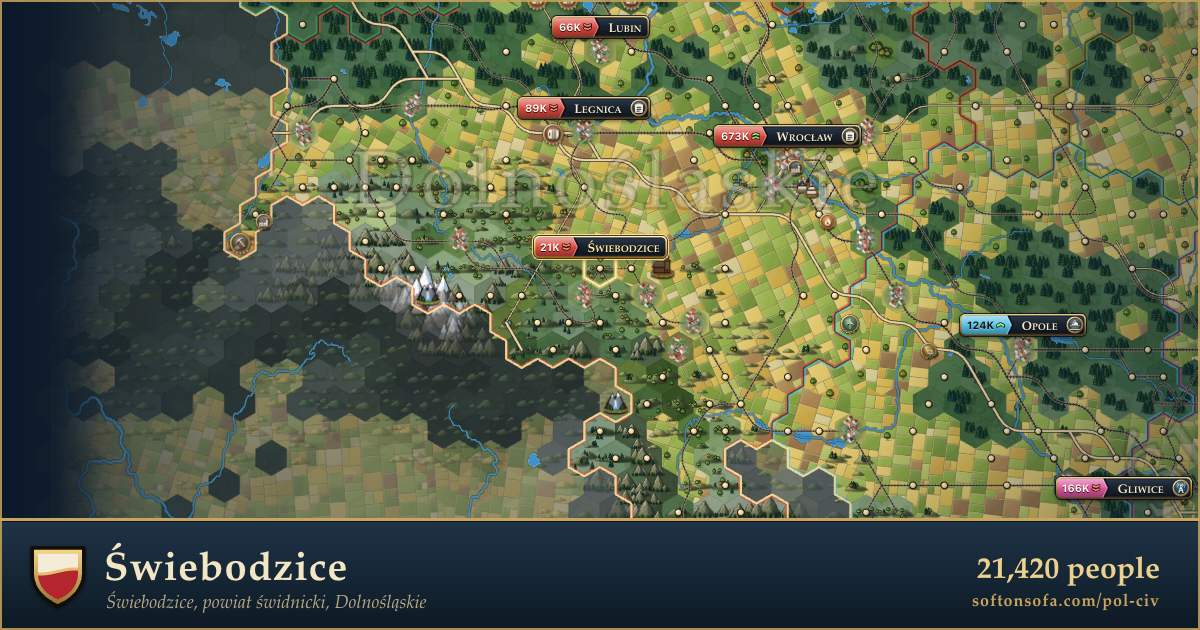 66K LUBIN
89K LEGNICA
673K WROCŁAW
Dolnośląskie
21K ŚWIEBODZICE
124K OPOLE
166K GLIWICE
Świebodzice
Świebodzice, powiat świdnicki, Dolnośląskie
21,420 people
softonsofa.com/pol-civ